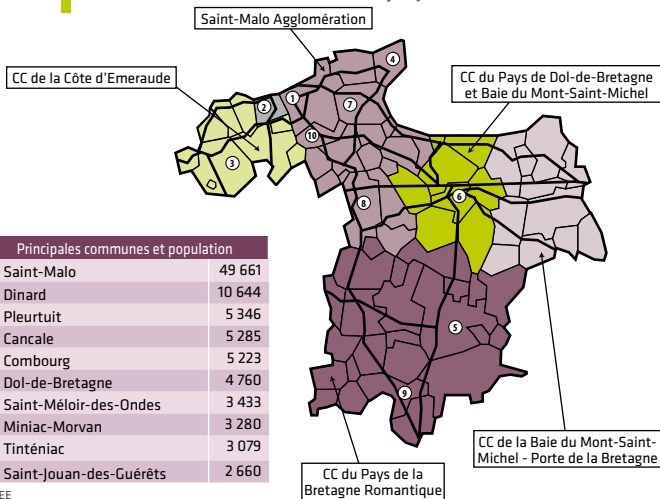 Saint-Malo Agglomération
CC de la Côte d'Emeraude
CC du Pays de Dol-de-Bretagne
et Baie du Mont-Saint-Michel
4
2
1
7
10
3
6
8
5
9
Principales communes et population
Saint-Malo 49 661
Dinard 10 644
Pleurtuit 5 346
Cancale 5 285
Combourg 5 223
Dol-de-Bretagne 4 760
Saint-Méloir-des-Ondes 3 433
Miniac-Morvan 3 280
Tinténiac 3 079
Saint-Jouan-des-Guérêts 2 660
EE
CC du Pays de la
Bretagne Romantique
CC de la Baie du Mont-Saint-
Michel - Porte de la Bretagne